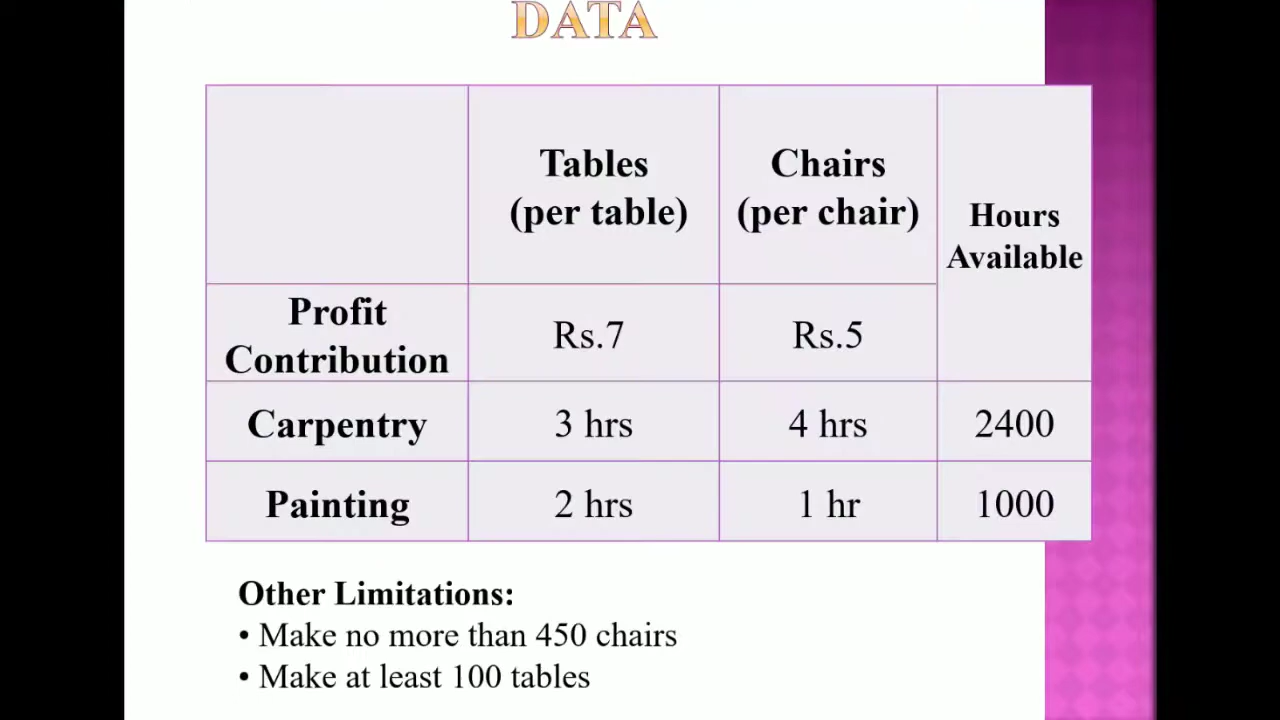 DATA
Tables
(per table)
Chairs
(per chair)
Hours
Available
Profit
Contribution
Rs.7
Rs.5
Carpentry
3 hrs
4 hrs
2400
Painting
2 hrs
1 hr
1000
Other Limitations:
• Make no more than 450 chairs
• Make at least 100 tables